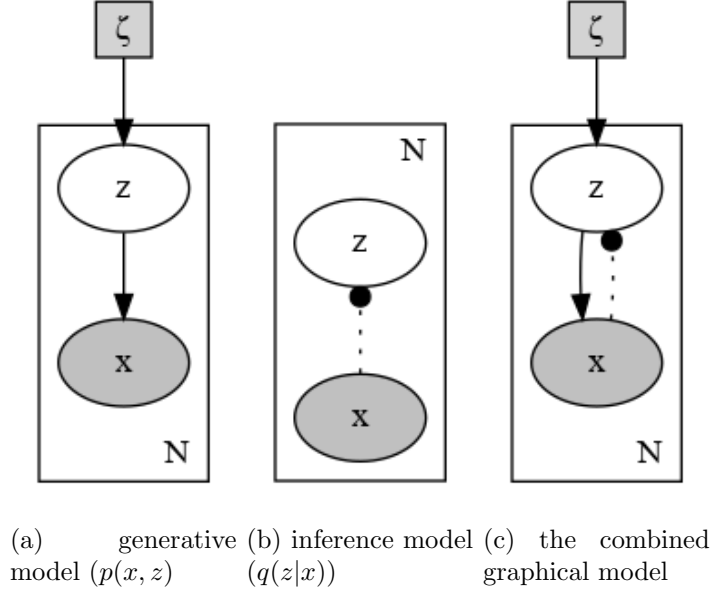 ζ
z
x
N
N
z
x
ζ
z
x
N
(a) generative
model (p(x, z)
(b) inference model
(q(z|x))
(c) the combined
graphical model